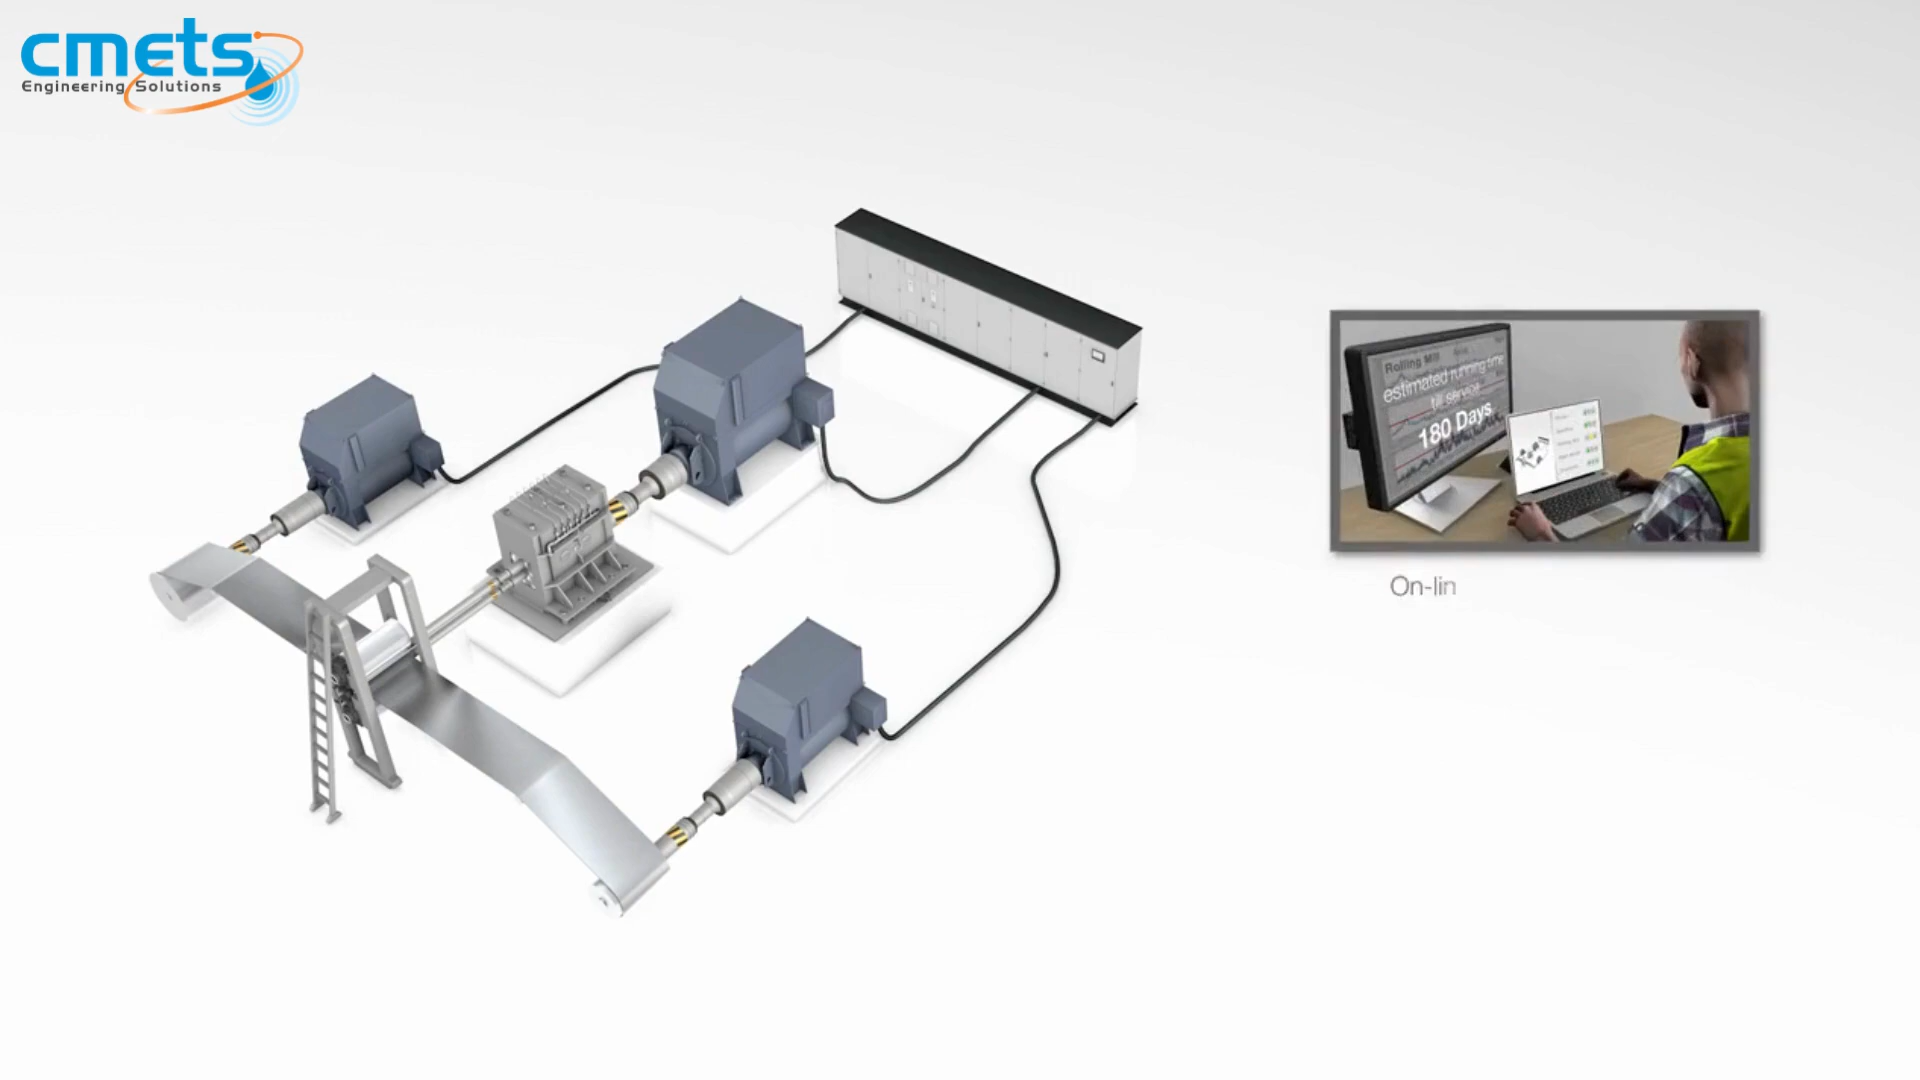 cmets
Engineering Solutions
Rolling Mill
estimated running time
till service
180 Days
On-lin